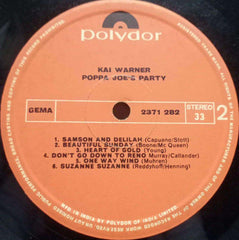 polydor
KAI WARNER
POPPA JOE'S PARTY
GEMA
2371 282
STEREO
33
2
1. SAMSON AND DELILAH (Capuano/Stott)
2. BEAUTIFUL SUNDAY (Boone/Mc Queen)
3. HEART OF GOLD (Young)
4. DON'T GO DOWN TO RENO (Murray/Callander)
5. ONE WAY WIND (Muhren)
6. SUZANNE SUZANNE (Reddyhoff/Henning)
MFD. IN INDIA BY POLYDOR OF INDIA LIMITED.